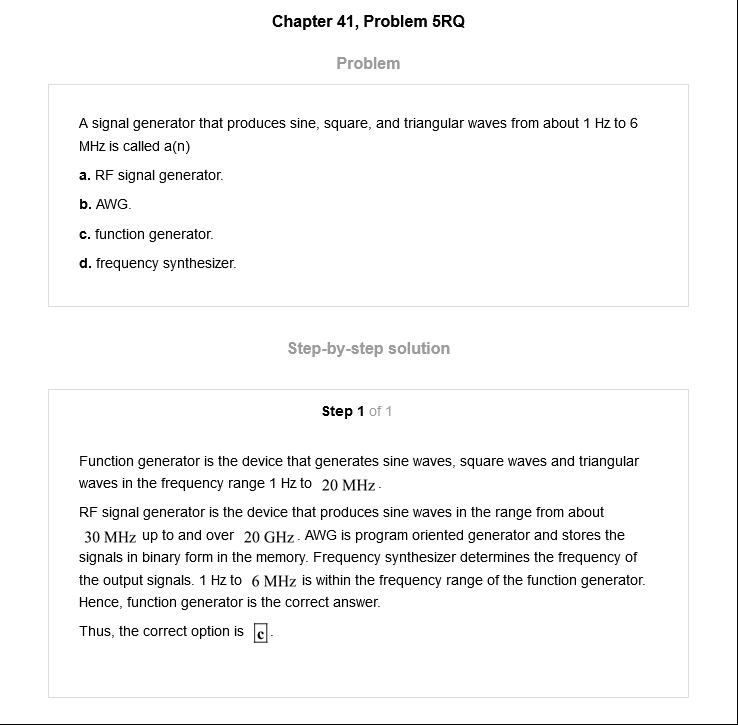 Chapter 41, Problem 5RQ
Problem
A signal generator that produces sine, square, and triangular waves from about 1 Hz to 6
MHz is called a(n)
a. RF signal generator.
b. AWG.
c. function generator.
d. frequency synthesizer.
Step-by-step solution
Step 1 of 1
Function generator is the device that generates sine waves, square waves and triangular
waves in the frequency range 1 Hz to 20 MHz.
RF signal generator is the device that produces sine waves in the range from about
30 MHz up to and over 20 GHz. AWG is program oriented generator and stores the
signals in binary form in the memory. Frequency synthesizer determines the frequency of
the output signals. 1 Hz to 6 MHz is within the frequency range of the function generator.
Hence, function generator is the correct answer.
Thus, the correct option is c.